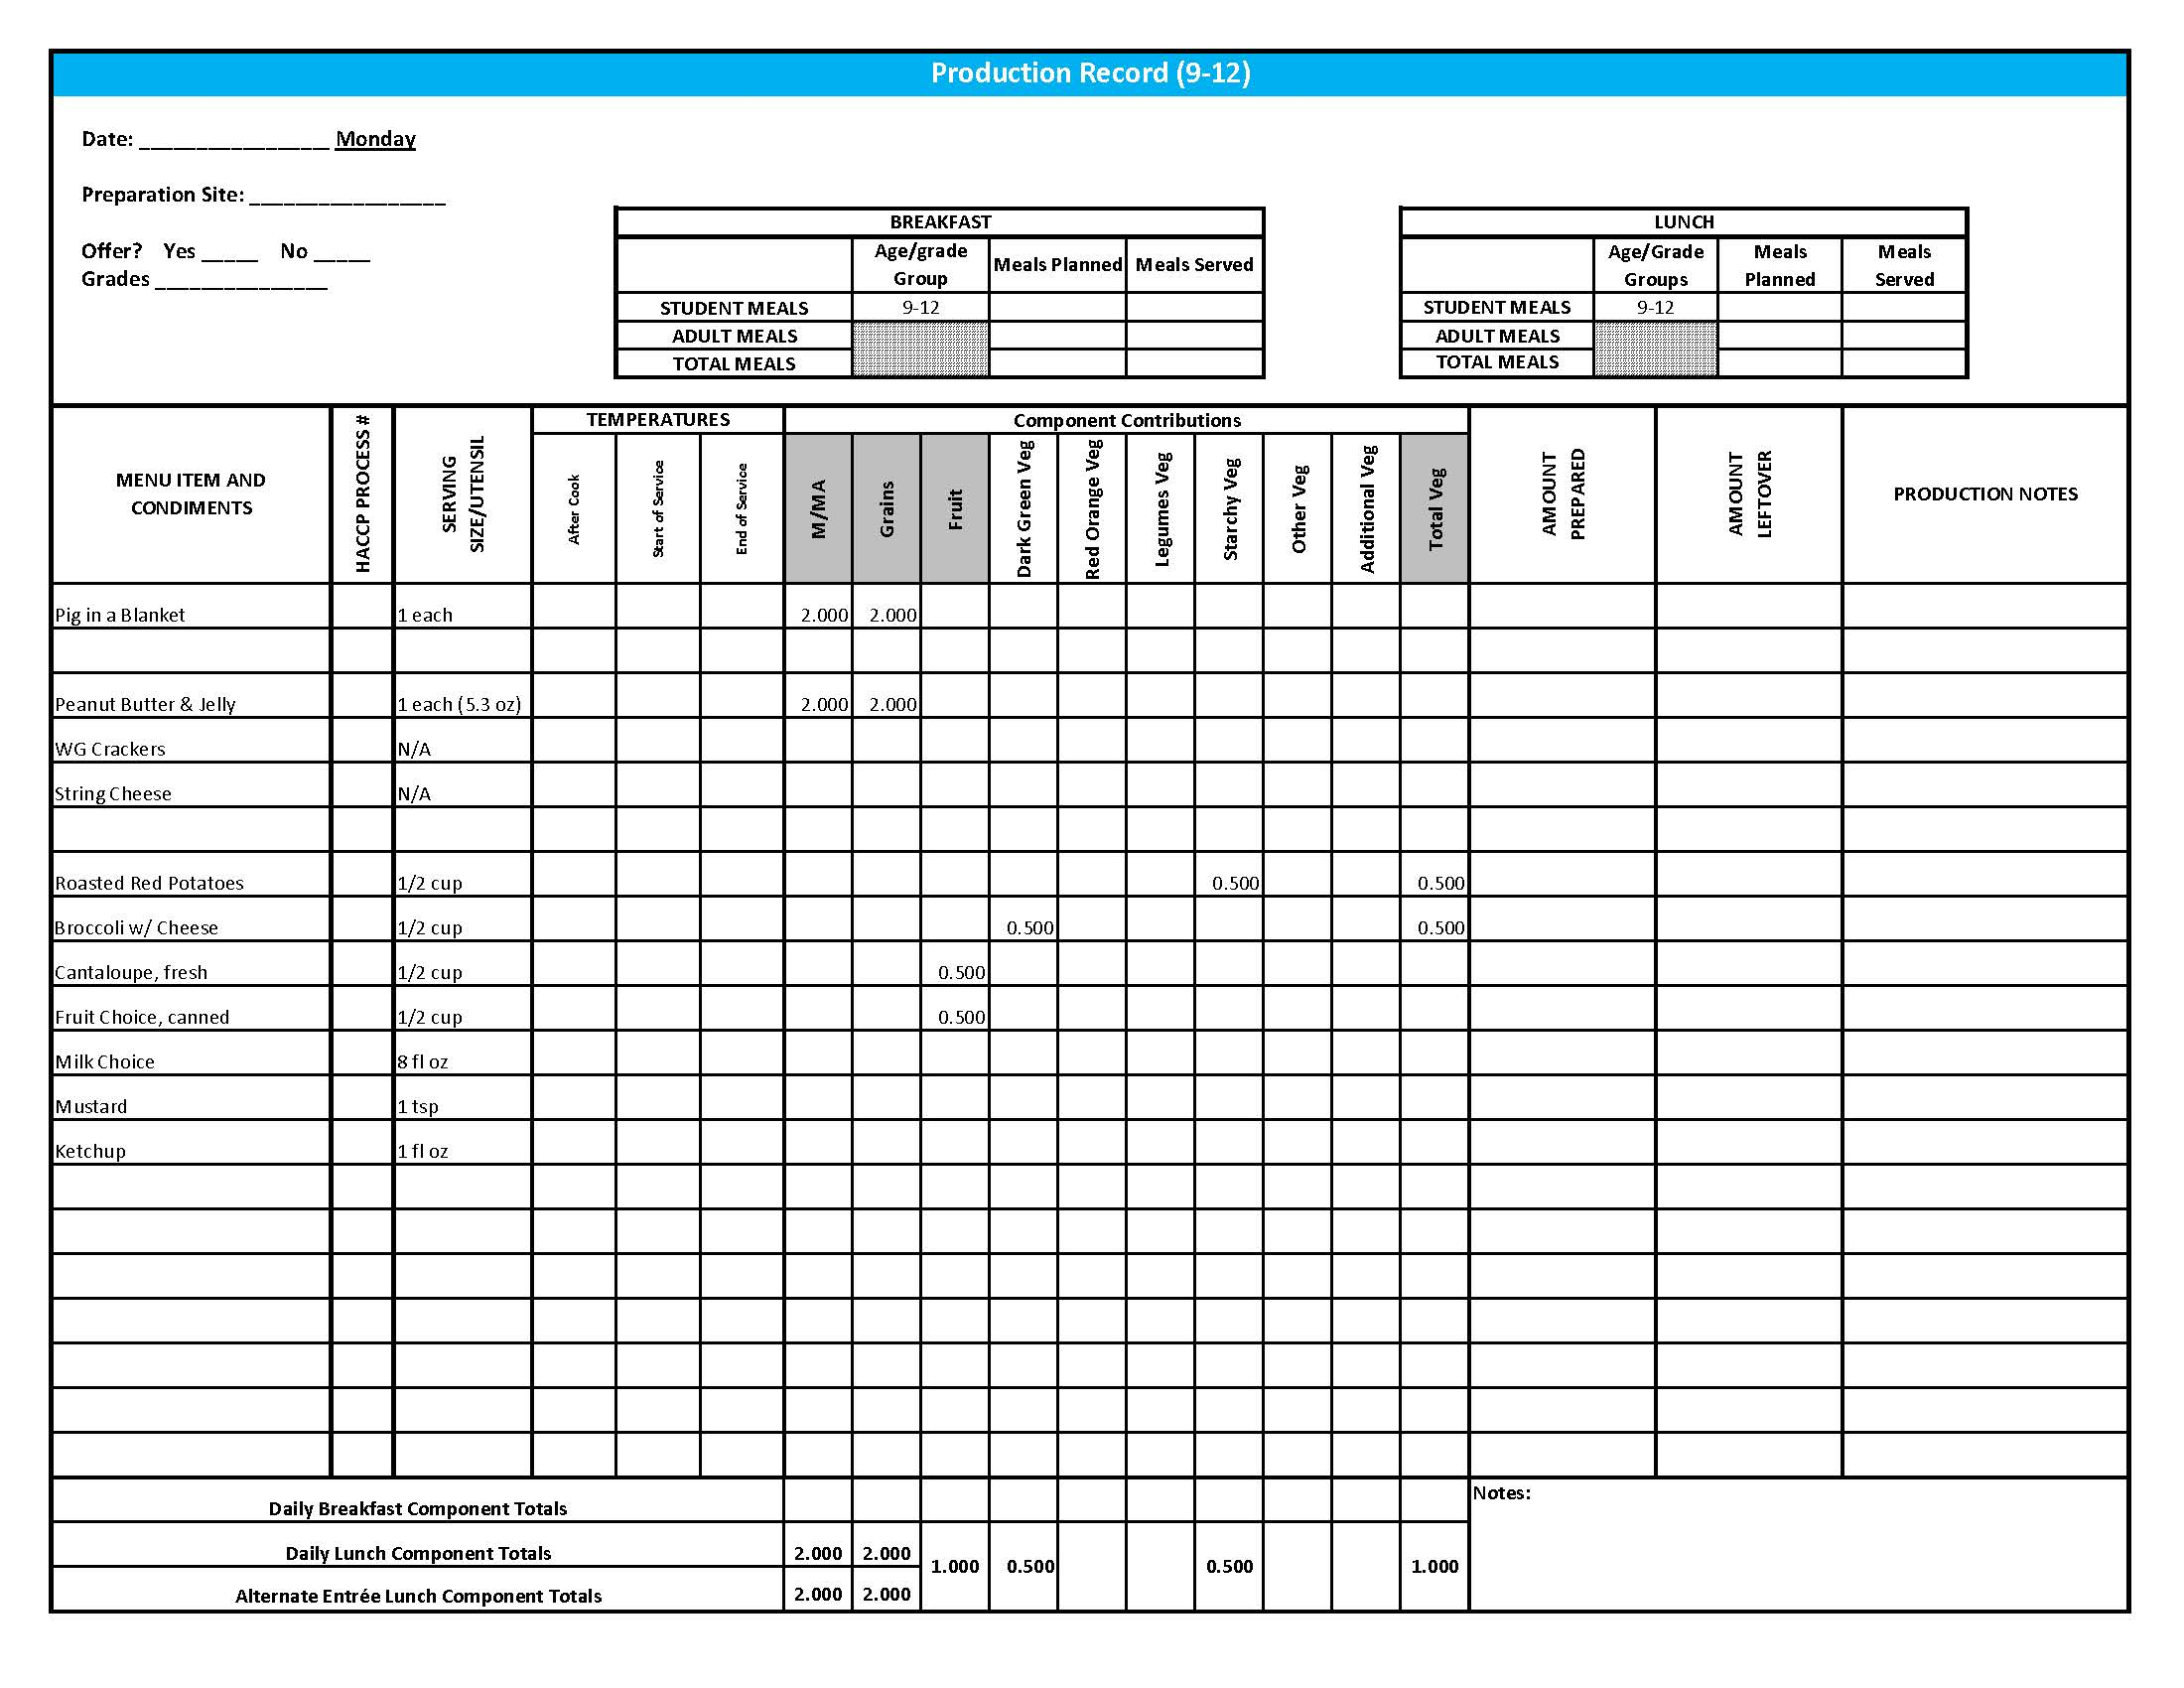 Production Record (9-12)
Date: _________________ Monday
Preparation Site: _________________
Offer? Yes _____ No _____
Grades _______________
BREAKFAST
Age/grade Group Meals Planned Meals Served
STUDENT MEALS 9-12
ADULT MEALS
TOTAL MEALS
LUNCH
Age/Grade Groups Meals Planned Meals Served
STUDENT MEALS 9-12
ADULT MEALS
TOTAL MEALS
MENU ITEM AND CONDIMENTS
HACCP PROCESS #
SERVING SIZE/UTENSIL
TEMPERATURES
After Cook
Start of Service
End of Service
Component Contributions
M/MA
Grains
Fruit
Dark Green Veg
Red Orange Veg
Legumes Veg
Starchy Veg
Other Veg
Additional Veg
Total Veg
AMOUNT PREPARED
AMOUNT LEFTOVER
PRODUCTION NOTES
Pig in a Blanket 1 each 2.000 2.000
Peanut Butter & Jelly 1 each (5.3 oz) 2.000 2.000
WG Crackers N/A
String Cheese N/A
Roasted Red Potatoes 1/2 cup 0.500 0.500
Broccoli w/ Cheese 1/2 cup 0.500 0.500
Cantaloupe, fresh 1/2 cup 0.500
Fruit Choice, canned 1/2 cup 0.500
Milk Choice 8 fl oz
Mustard 1 tsp
Ketchup 1 fl oz
Daily Breakfast Component Totals
Notes:
Daily Lunch Component Totals 2.000 2.000
1.000 0.500 0.500 1.000
Alternate Entrée Lunch Component Totals 2.000 2.000